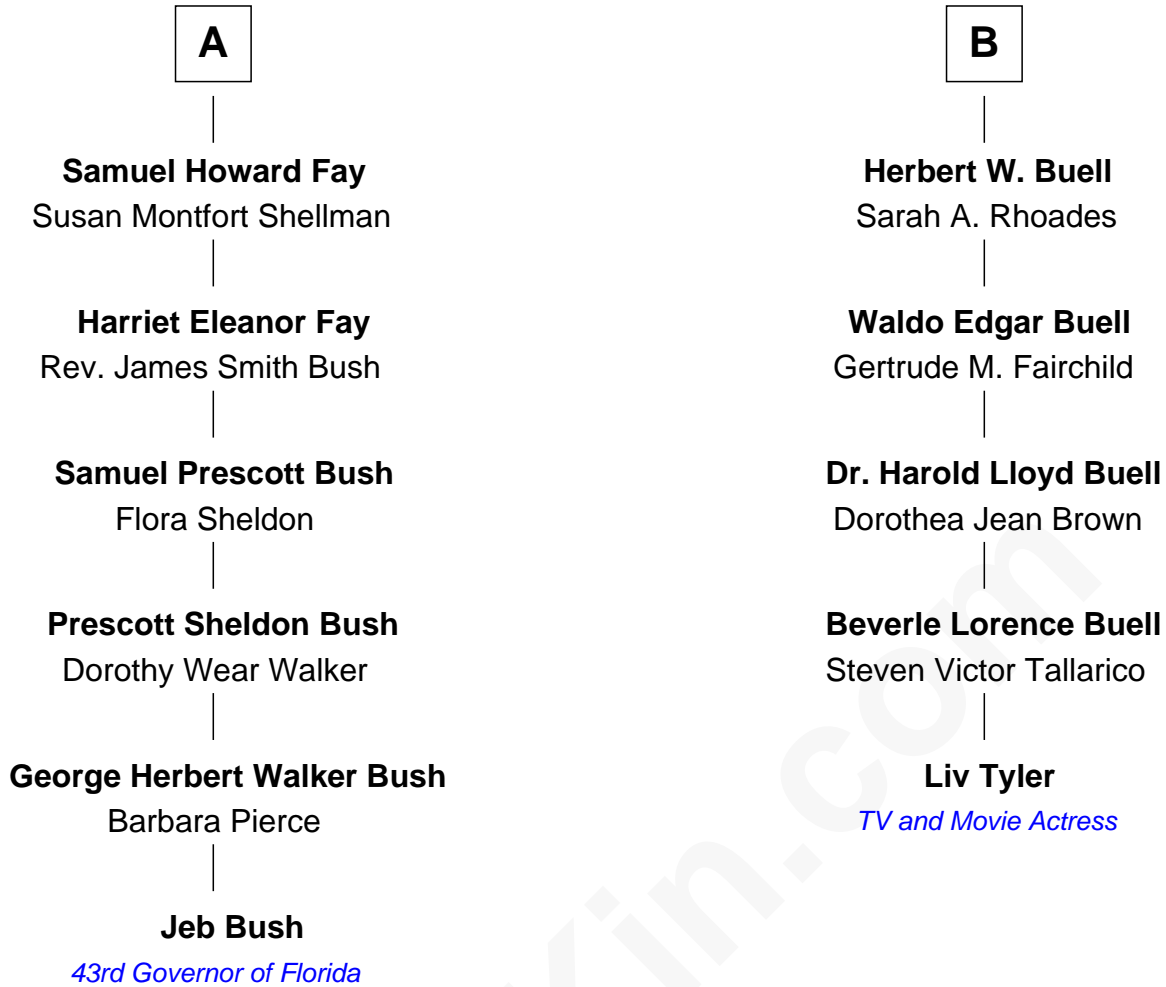 A
Samuel Howard Fay
Susan Montfort Shellman
Harriet Eleanor Fay
Rev. James Smith Bush
Samuel Prescott Bush
Flora Sheldon
Prescott Sheldon Bush
Dorothy Wear Walker
George Herbert Walker Bush
Barbara Pierce
Jeb Bush
43rd Governor of Florida
B
Herbert W. Buell
Sarah A. Rhoades
Waldo Edgar Buell
Gertrude M. Fairchild
Dr. Harold Lloyd Buell
Dorothea Jean Brown
Beverle Lorence Buell
Steven Victor Tallarico
Liv Tyler
TV and Movie Actress
Kin.com